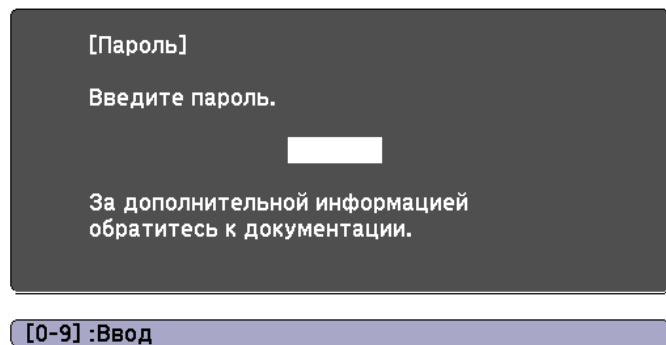 [Пароль]
Введите пароль.
За дополнительной информацией
обратитесь к документации.
[0-9] :Ввод